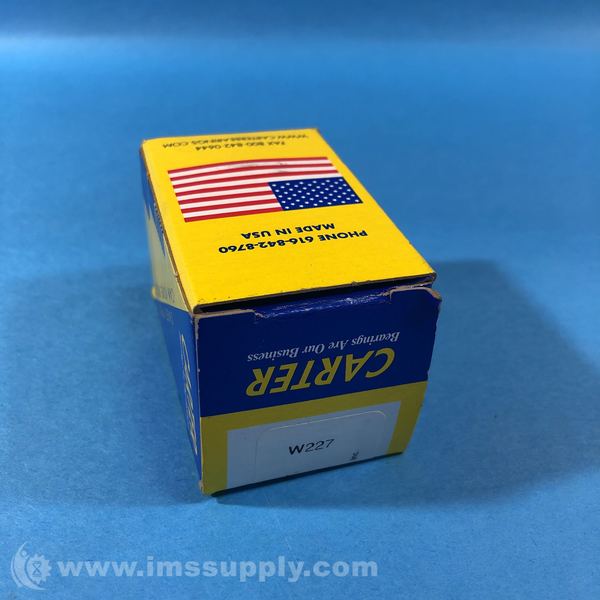 WWW.CARTERBEARINGS.COM
FAX 800-842 0644
PHONE 616-842-8760
MADE IN USA
CARTER
Bearings Are Our Business
W227
www.imssupply.com